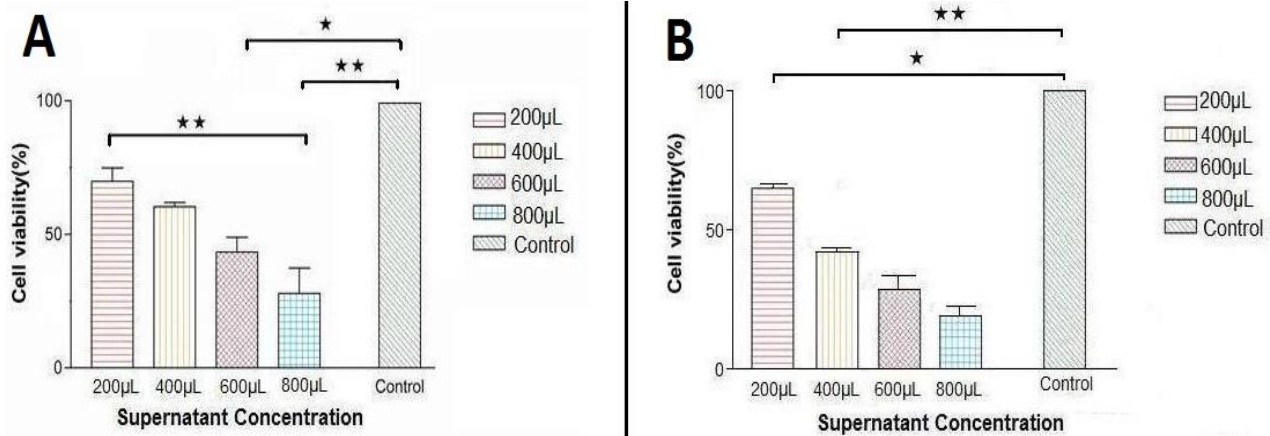 A
★
★★
★★
100
50
0
Cell viability(%)
200µL
400µL
600µL
800µL
Control
Supernatant Concentration
200µL
400µL
600µL
800µL
Control
B
★★
★
100
50
0
Cell viability(%)
200µL
400µL
600µL
800µL
Control
Supernatant Concentration
200µL
400µL
600µL
800µL
Control